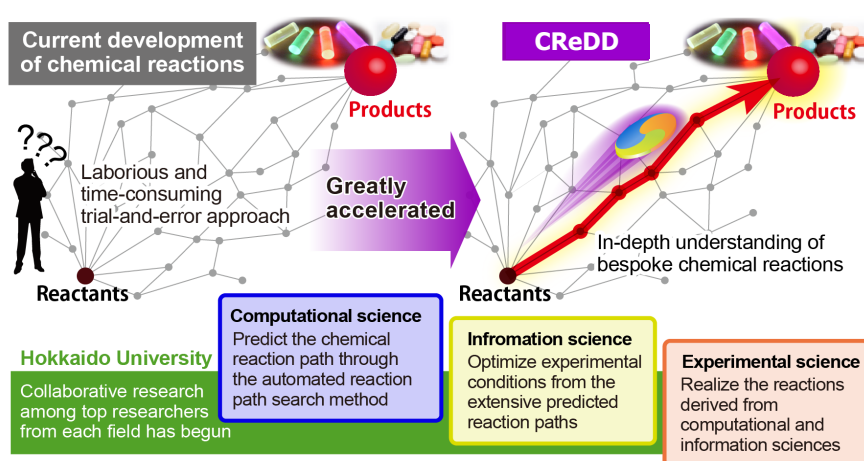 Current development
of chemical reactions
Products
???
Laborious and
time-consuming
trial-and-error approach
Reactants
Greatly
accelerated
CReDD
Products
In-depth understanding of
bespoke chemical reactions
Reactants
Hokkaido University
Collaborative research
among top researchers
from each field has begun
Computational science
Predict the chemical
reaction path through
the automated reaction
path search method
Infromation science
Optimize experimental
conditions from the
extensive predicted
reaction paths
Experimental science
Realize the reactions
derived from
computational and
information sciences